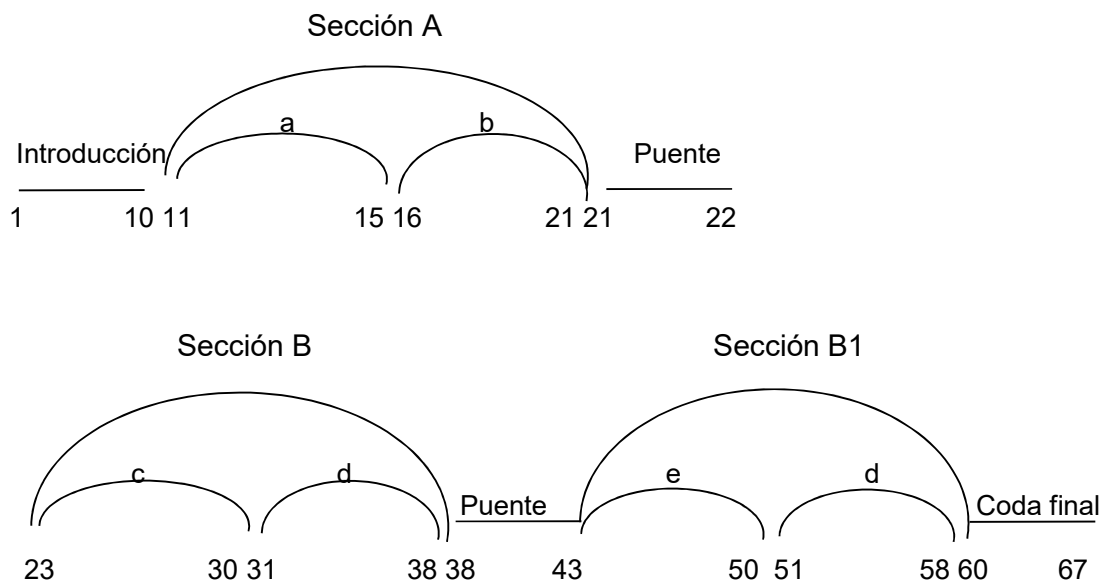 Sección A
a b
Introducción Puente
1 10 11 15 16 21 21 22
Sección B Sección B1
c d e d
Puente Coda final
23 30 31 38 38 43 50 51 58 60 67